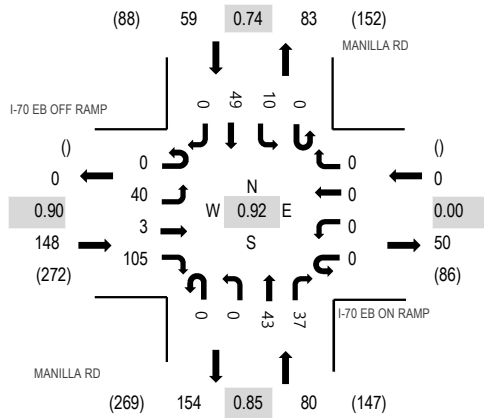 (88) 59 0.74 83 (152)
MANILLA RD
I-70 EB OFF RAMP
0 49 10 0
() ()
0 0 0 0
40 0
0.90 N 0.00
W 0.92 E
3 0
S
148 105 0 50
(272) (86)
0 0 43 37
I-70 EB ON RAMP
MANILLA RD
(269) 154 0.85 80 (147)